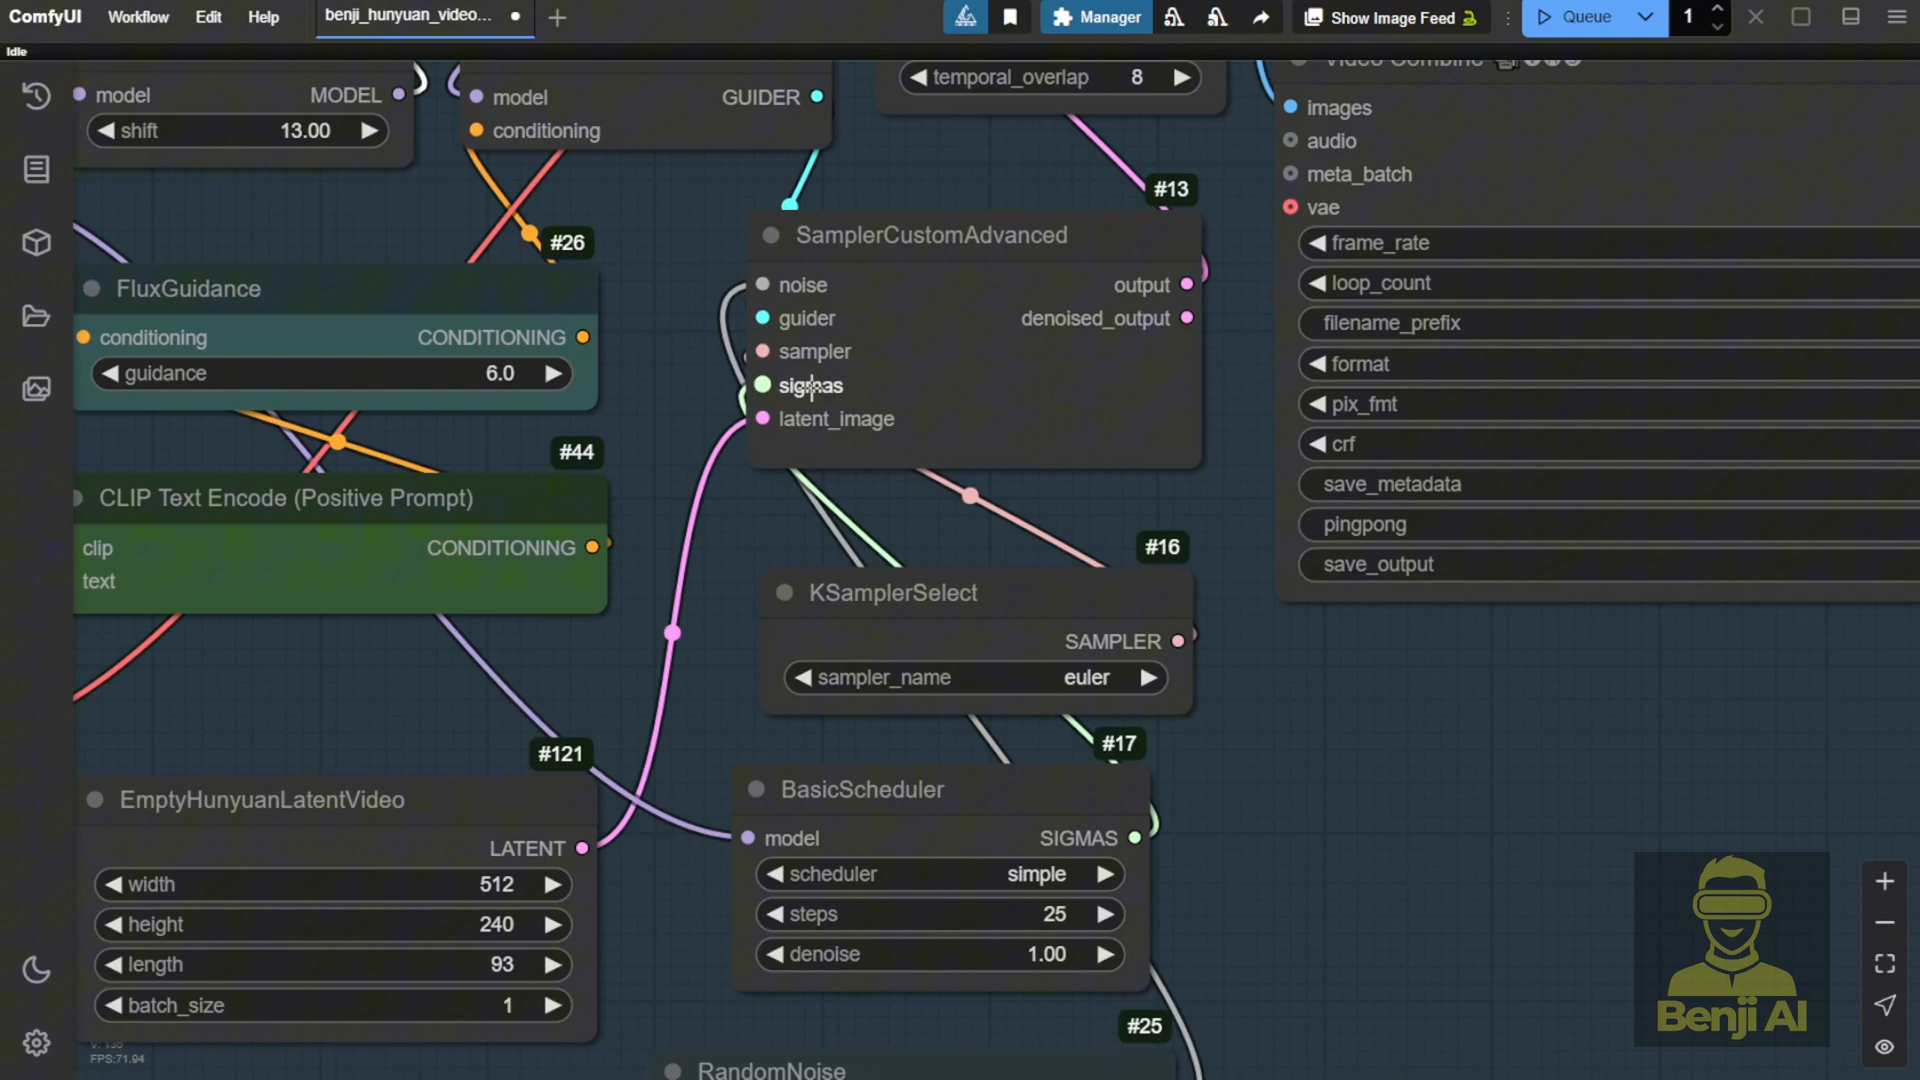 ComfyUI Workflow Edit Help benji_hunyuan_video... Manager Show Image Feed Queue 1
Idle
model MODEL
shift 13.00
model GUIDER
conditioning
temporal_overlap 8
Video Combine
images
audio
meta_batch
vae
frame_rate
loop_count
filename_prefix
format
pix_fmt
crf
save_metadata
pingpong
save_output
#13
SamplerCustomAdvanced
noise output
guider denoised_output
sampler
sigmas
latent_image
#26
FluxGuidance
conditioning CONDITIONING
guidance 6.0
#44
CLIP Text Encode (Positive Prompt)
clip CONDITIONING
text
#16
KSamplerSelect
SAMPLER
sampler_name euler
#121
EmptyHunyuanLatentVideo
LATENT
width 512
height 240
length 93
batch_size 1
#17
BasicScheduler
model SIGMAS
scheduler simple
steps 25
denoise 1.00
#25
RandomNoise
V: 135
FPS:71.94
Benji AI